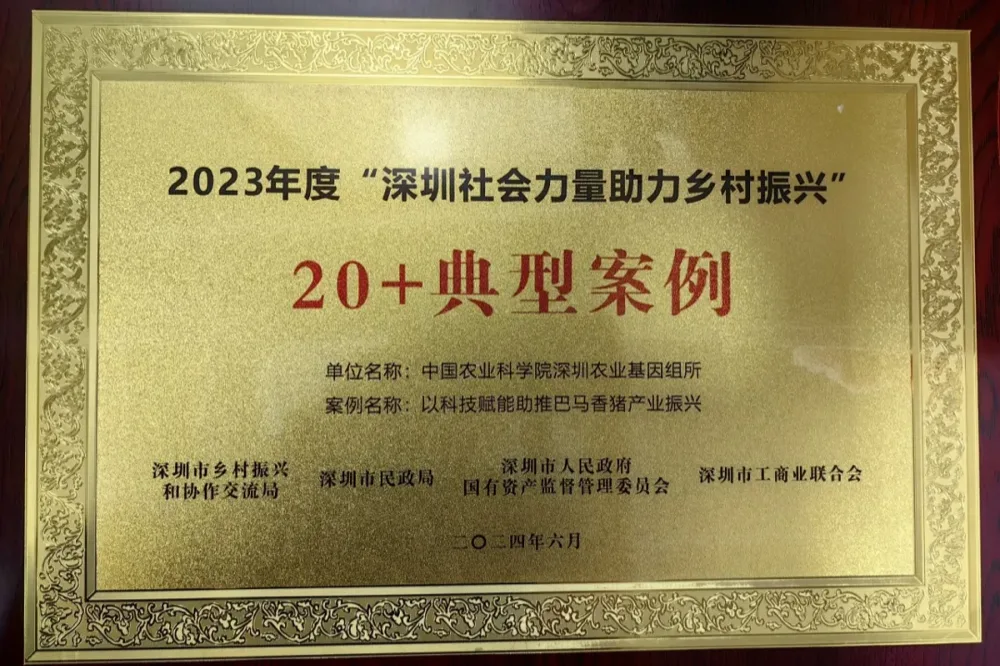 2023年度“深圳社会力量助力乡村振兴”
20+典型案例
单位名称：中国农业科学院深圳农业基因组所
案例名称：以科技赋能助推巴马香猪产业振兴
深圳市乡村振兴
和协作交流局
深圳市民政局
深圳市人民政府
国有资产监督管理委员会
深圳市工商业联合会
二〇二四年六月